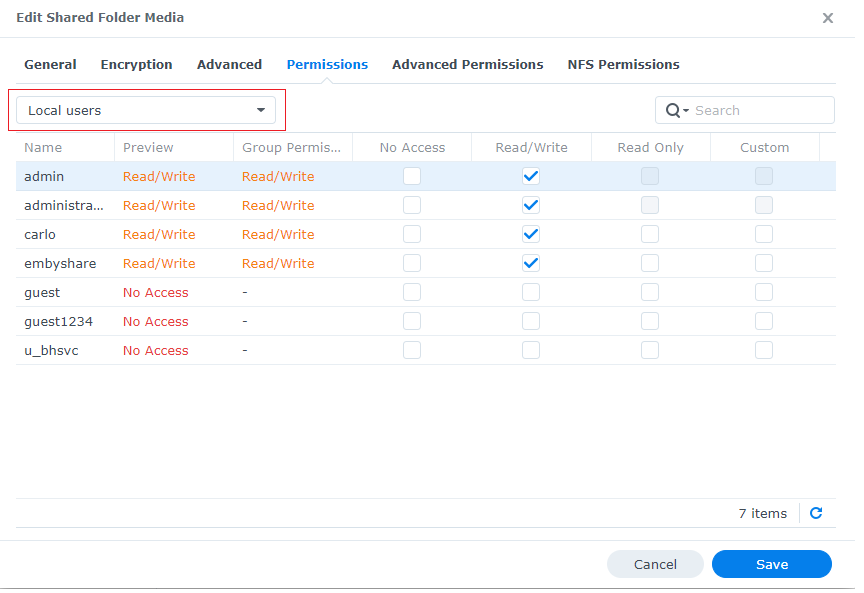 Edit Shared Folder Media
General Encryption Advanced Permissions Advanced Permissions NFS Permissions
Local users Search
Name Preview Group Permis... No Access Read/Write Read Only Custom
admin Read/Write Read/Write
administra... Read/Write Read/Write
carlo Read/Write Read/Write
embyshare Read/Write Read/Write
guest No Access -
guest1234 No Access -
u_bhsvc No Access -
7 items
Cancel Save